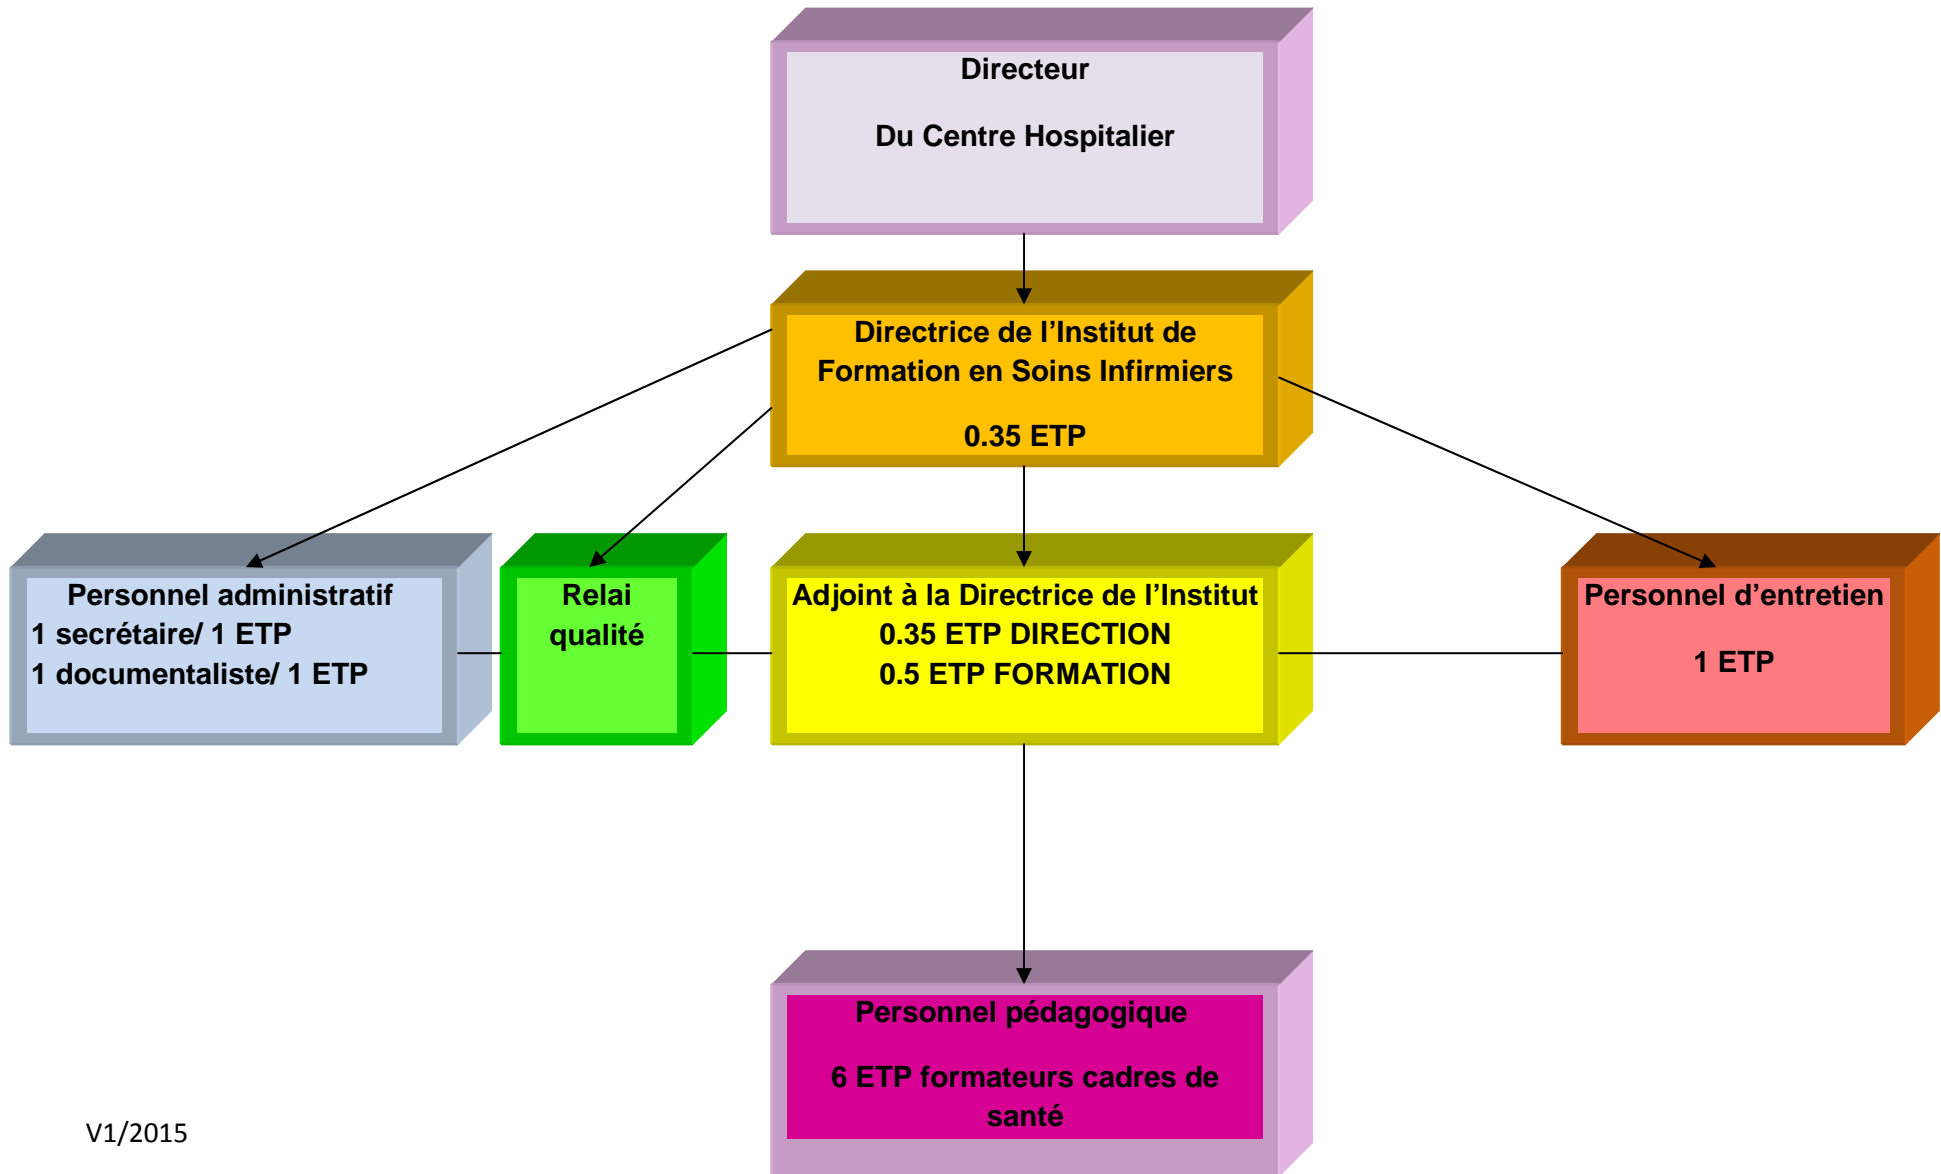 Directeur
Du Centre Hospitalier
Directrice de l’Institut de
Formation en Soins Infirmiers
0.35 ETP
Personnel administratif
1 secrétaire/ 1 ETP
1 documentaliste/ 1 ETP
Relai
qualité
Adjoint à la Directrice de l’Institut
0.35 ETP DIRECTION
0.5 ETP FORMATION
Personnel d’entretien
1 ETP
Personnel pédagogique
6 ETP formateurs cadres de
santé
V1/2015